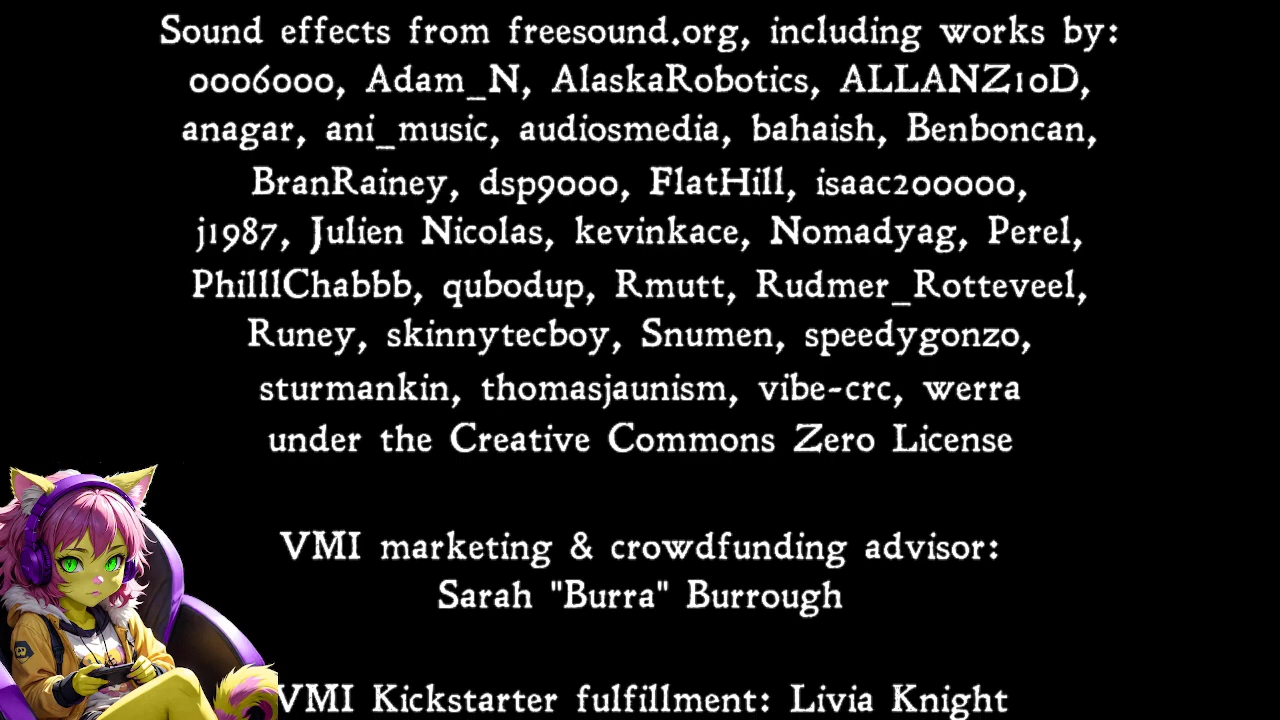 Sound effects from freesound.org, including works by:
0006000, Adam_N, AlaskaRobotics, ALLANZ10D,
anagar, ani_music, audiosmedia, bahaish, Benboncan,
BranRainey, dsp9000, FlatHill, isaac200000,
j1987, Julien Nicolas, kevinkace, Nomadyag, Perel,
PhilllChabbb, qubodup, Rmutt, Rudmer_Rotteveel,
Runey, skinnytecboy, Snumen, speedygonzo,
sturmankin, thomasjaunism, vibe-crc, werra
under the Creative Commons Zero License
VMI marketing & crowdfunding advisor:
Sarah "Burra" Burrough
VMI Kickstarter fulfillment: Livia Knight